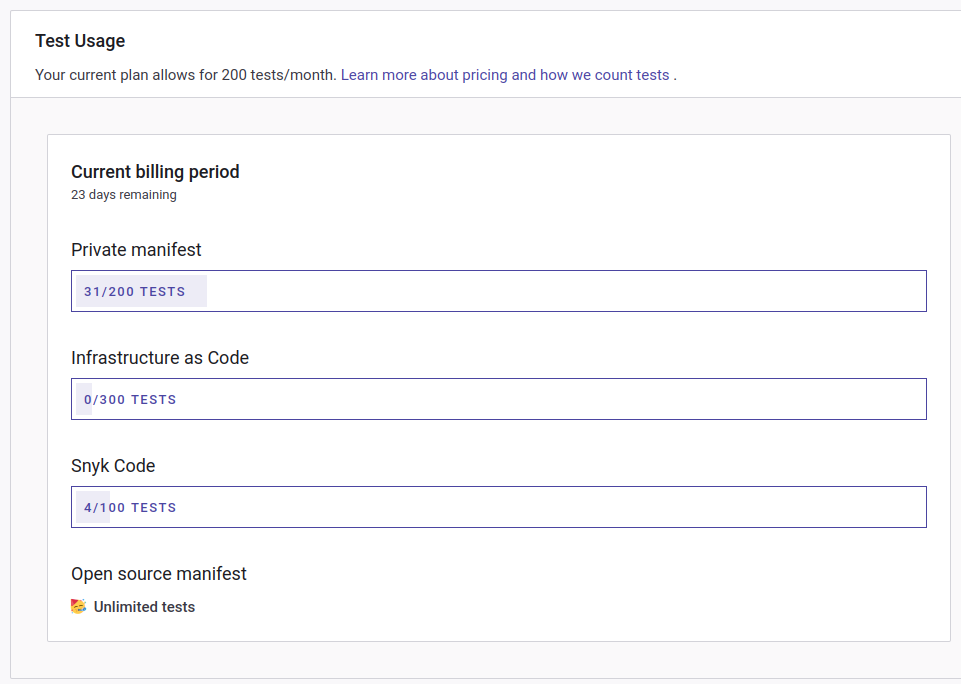 Test Usage
Your current plan allows for 200 tests/month. Learn more about pricing and how we count tests .
Current billing period
23 days remaining
Private manifest
31/200 TESTS
Infrastructure as Code
0/300 TESTS
Snyk Code
4/100 TESTS
Open source manifest
🥳 Unlimited tests